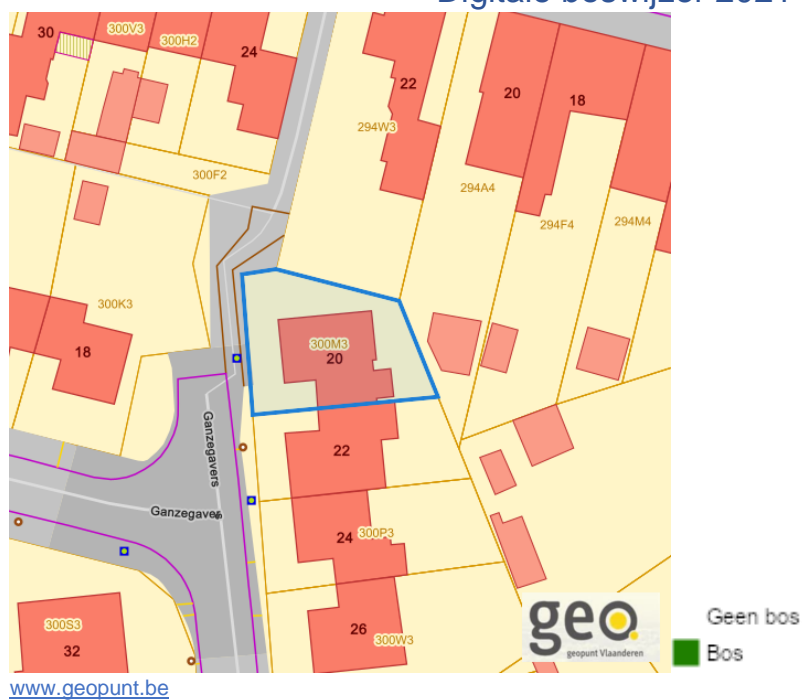 Digitale boswijzer 2021
30
300V3
300H2
24
22
20
18
294W3
300F2
294A4
294F4
294M4
300K3
18
300M3
20
Ganzegavers
22
Ganzegavers
24
300P3
300S3
32
26
300W3
geo
geopunt Vlaanderen
Geen bos
Bos
www.geopunt.be